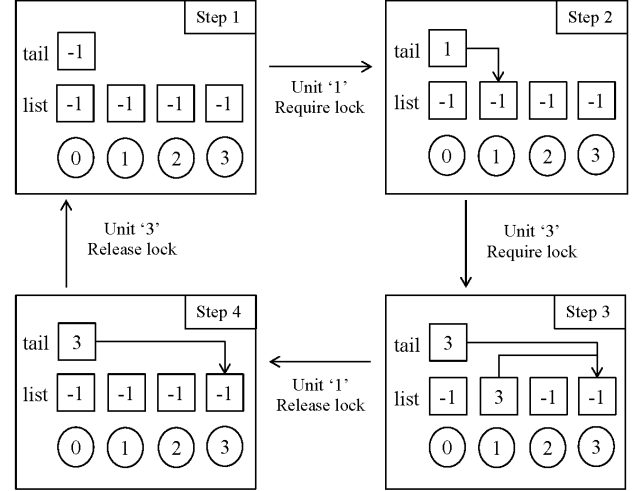 Step 1
tail -1
list -1 -1 -1 -1
0 1 2 3
Unit ‘1’
Require lock
Step 2
tail 1
list -1 -1 -1 -1
0 1 2 3
Unit ‘3’
Release lock
Unit ‘3’
Require lock
Step 4
tail 3
list -1 -1 -1 -1
0 1 2 3
Unit ‘1’
Release lock
Step 3
tail 3
list -1 3 -1 -1
0 1 2 3